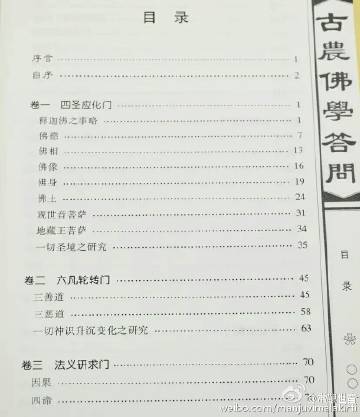 目 录
序言 1
自序 2
卷一 四圣应化门 1
释迦佛之事略 1
佛德 7
佛相 13
佛像 16
佛身 19
佛土 24
观世音菩萨 31
地藏王菩萨 34
一切圣境之研究 35
卷二 六凡轮转门 45
三善道 45
三恶道 58
一切神识升沉变化之研究 63
卷三 法义研求门 70
因果 70
四谛
古農佛學答問
目
录
weibo.com/manjuvimalakirti